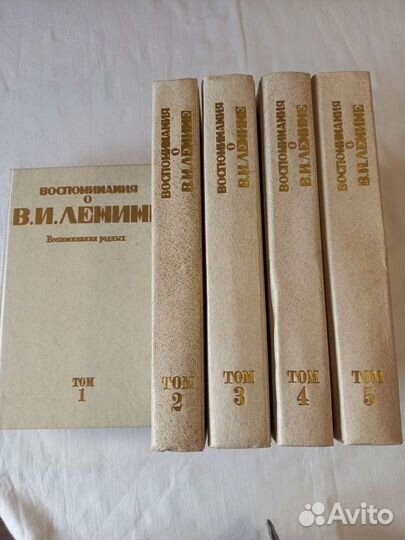 ВОСПОМИНАНИЯ
О
В.И.ЛЕНИНЕ
Воспоминания родных
ТОМ
1
ВОСПОМИНАНИЯ
О
В.И.ЛЕНИНЕ
ТОМ
2
ВОСПОМИНАНИЯ
О
В.И.ЛЕНИНЕ
ТОМ
3
ВОСПОМИНАНИЯ
О
В.И.ЛЕНИНЕ
ТОМ
4
ВОСПОМИНАНИЯ
О
В.И.ЛЕНИНЕ
ТОМ
5
Avito